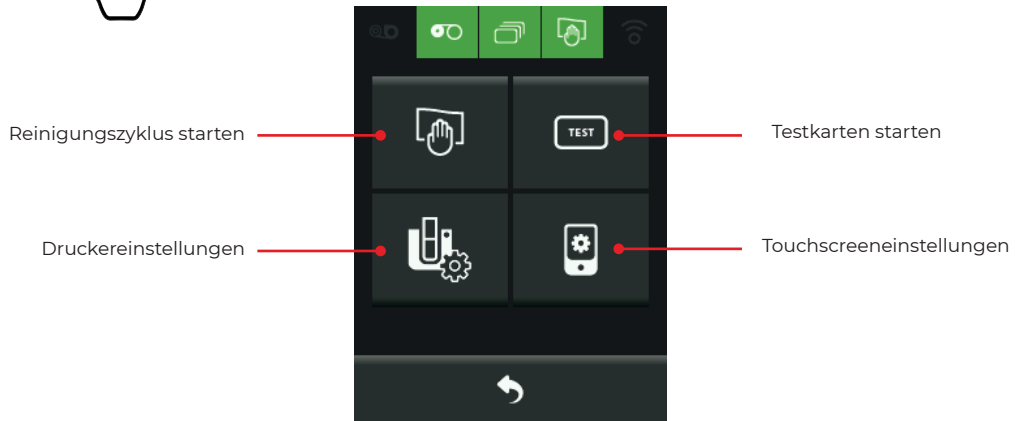 Reinigungszyklus starten
TEST
Testkarten starten
Druckereinstellungen
Touchscreeneinstellungen